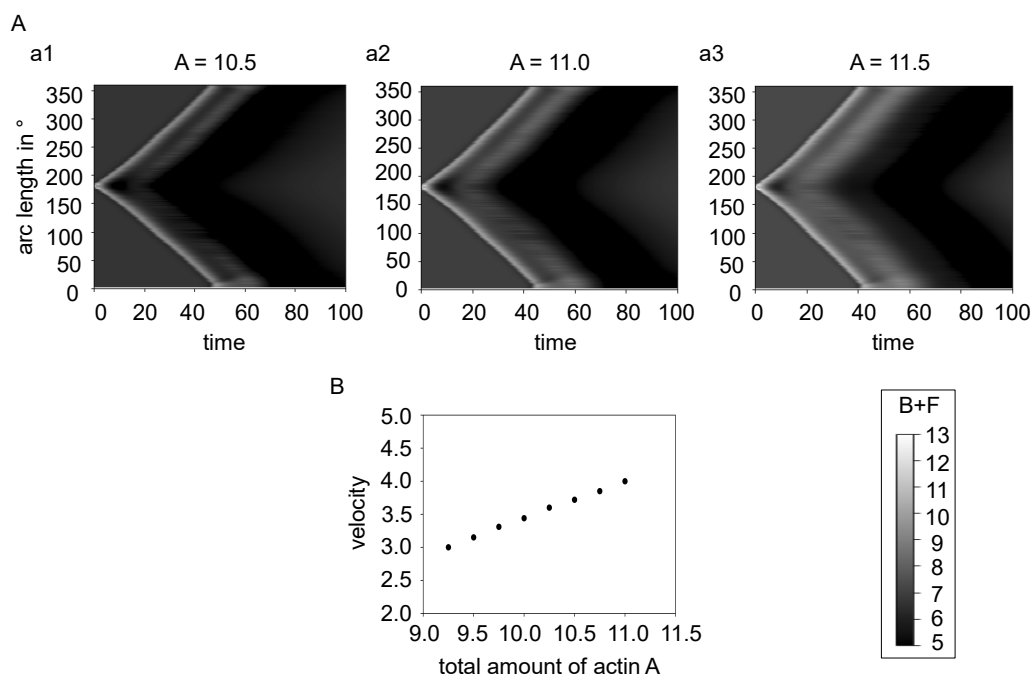 A
a1
A = 10.5
a2
A = 11.0
a3
A = 11.5
arc length in °
350
300
250
200
150
100
50
0
350
300
250
200
150
100
50
0
350
300
250
200
150
100
50
0
0 20 40 60 80 100
0 20 40 60 80 100
0 20 40 60 80 100
time
time
time
B
velocity
5.0
4.5
4.0
3.5
3.0
2.5
2.0
9.0 9.5 10.0 10.5 11.0 11.5
total amount of actin A
B+F
13
12
11
10
9
8
7
6
5